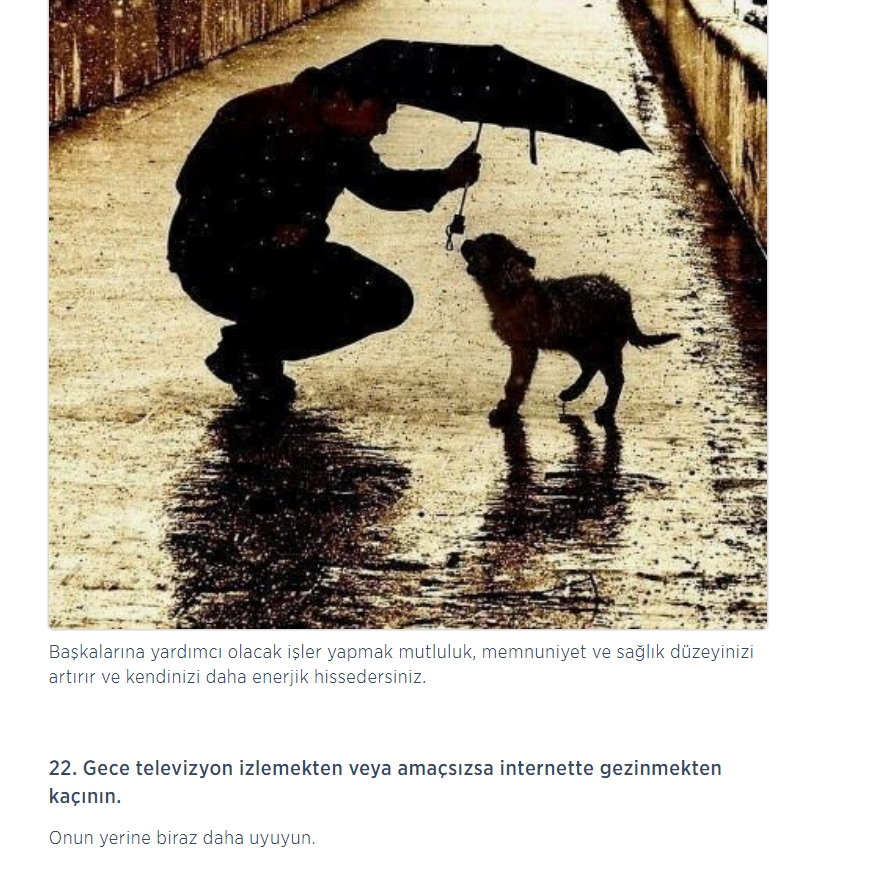 Başkalarına yardımcı olacak işler yapmak mutluluk, memnuniyet ve sağlık düzeyinizi
artırır ve kendinizi daha enerjik hissedersiniz.
22. Gece televizyon izlemekten veya amaçsızsa internette gezinmekten
kaçının.
Onun yerine biraz daha uyuyun.